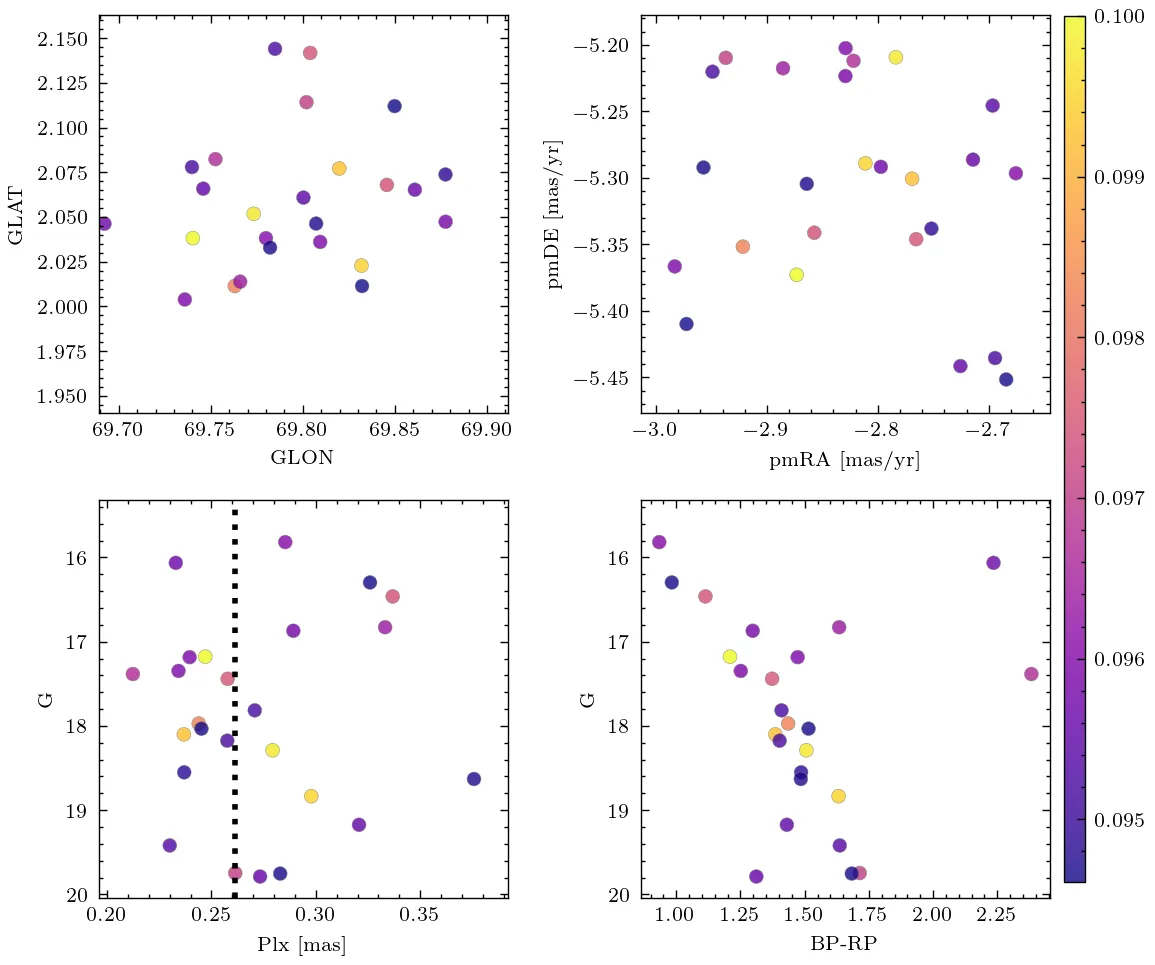 2.150
2.125
2.100
2.075
2.050
2.025
2.000
1.975
1.950
GLAT
69.70 69.75 69.80 69.85 69.90
GLON
−5.20
−5.25
−5.30
−5.35
−5.40
−5.45
pmDE [mas/yr]
−3.0 −2.9 −2.8 −2.7
pmRA [mas/yr]
0.100
0.099
0.098
0.097
0.096
0.095
16
17
18
19
20
G
0.20 0.25 0.30 0.35
Plx [mas]
16
17
18
19
20
G
1.00 1.25 1.50 1.75 2.00 2.25
BP-RP